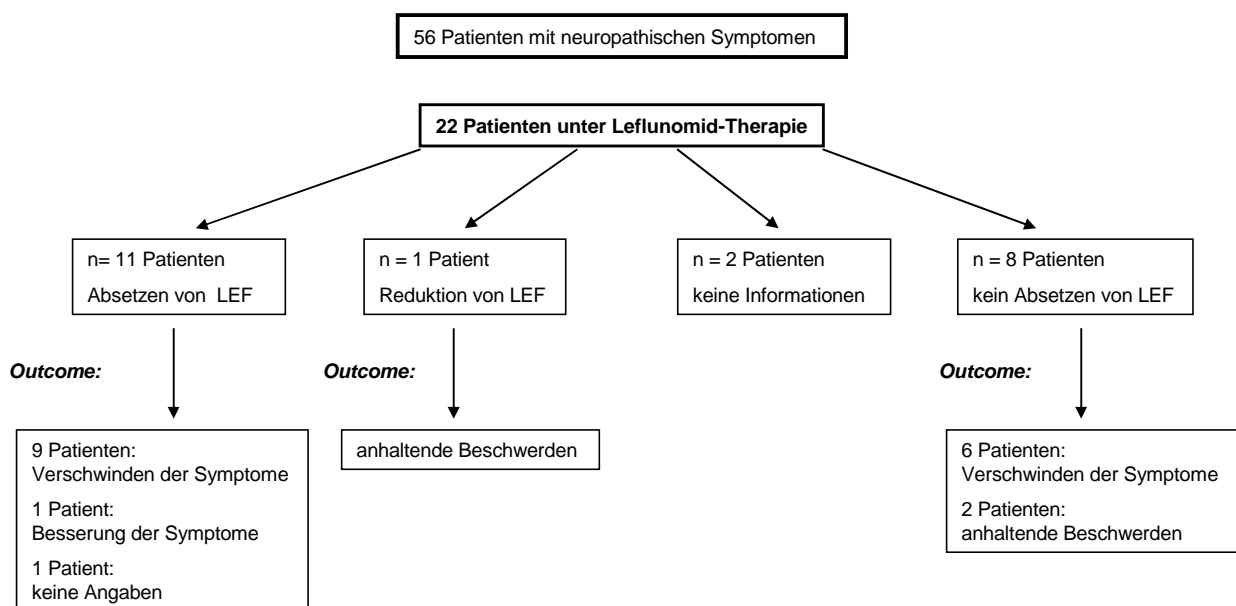 56 Patienten mit neuropathischen Symptomen
22 Patienten unter Leflunomid-Therapie
n= 11 Patienten
Absetzen von LEF
n = 1 Patient
Reduktion von LEF
n = 2 Patienten
keine Informationen
n = 8 Patienten
kein Absetzen von LEF
Outcome:
Outcome:
Outcome:
9 Patienten:
Verschwinden der Symptome
1 Patient:
Besserung der Symptome
1 Patient:
keine Angaben
anhaltende Beschwerden
6 Patienten:
Verschwinden der Symptome
2 Patienten:
anhaltende Beschwerden